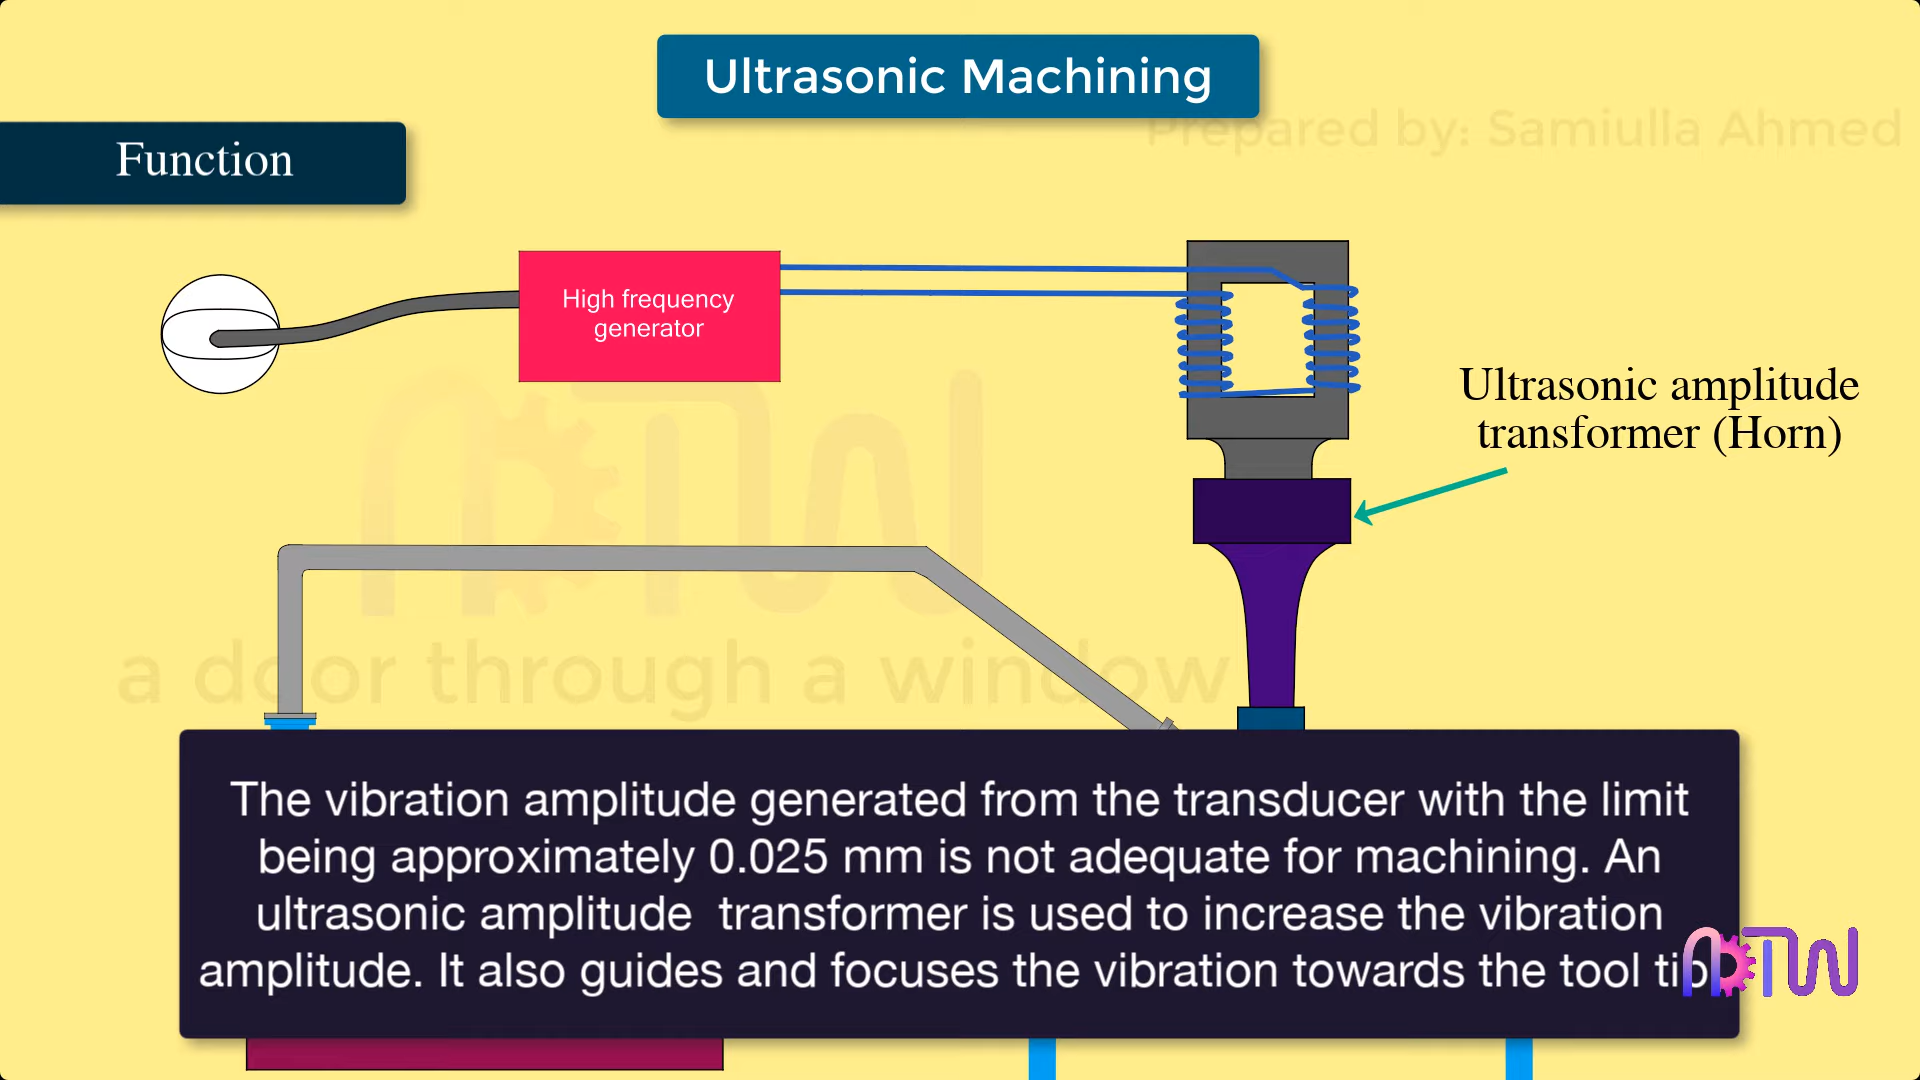 Ultrasonic Machining
Prepared by: Samiulla Ahmed
Function
High frequency
generator
Ultrasonic amplitude
transformer (Horn)
a door through a window
The vibration amplitude generated from the transducer with the limit
being approximately 0.025 mm is not adequate for machining. An
ultrasonic amplitude transformer is used to increase the vibration
amplitude. It also guides and focuses the vibration towards the tool tip